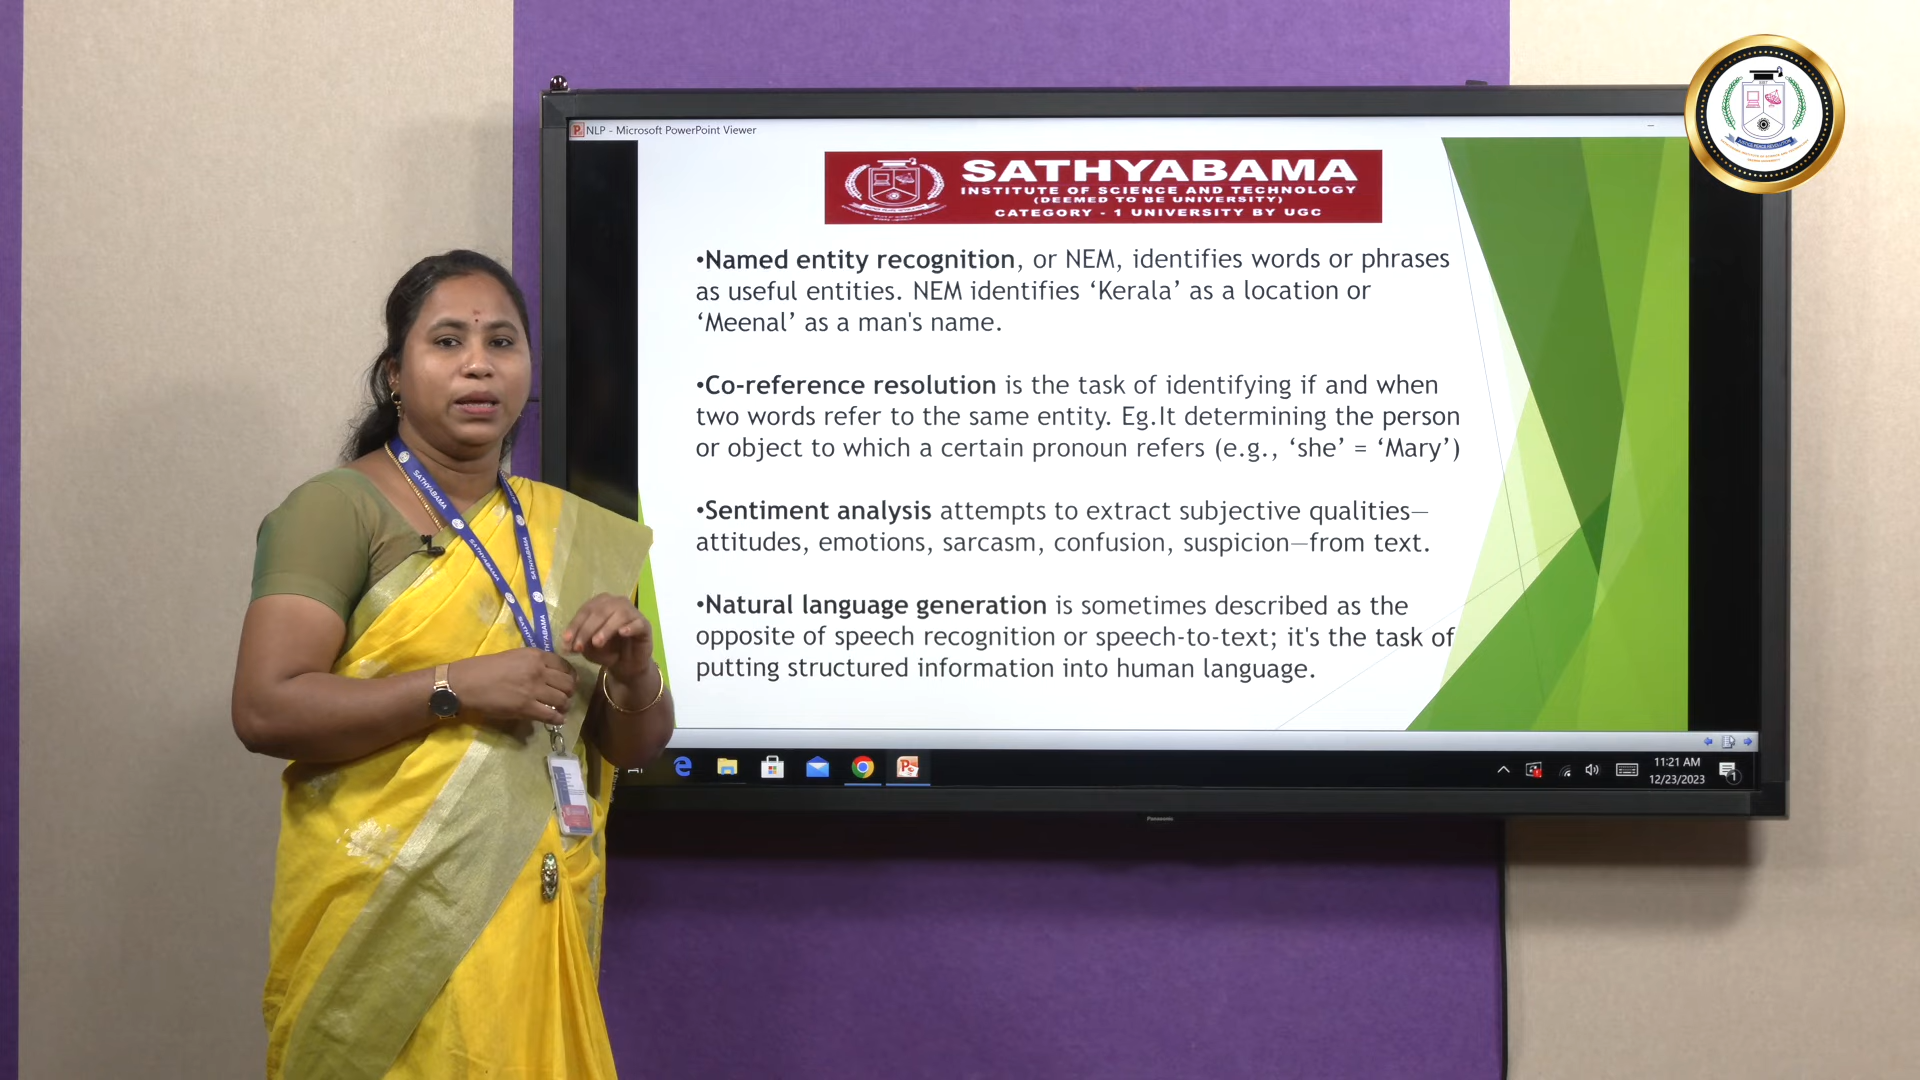 NLP - Microsoft PowerPoint Viewer
SATHYABAMA
INSTITUTE OF SCIENCE AND TECHNOLOGY
(DEEMED TO BE UNIVERSITY)
CATEGORY - 1 UNIVERSITY BY UGC
•Named entity recognition, or NEM, identifies words or phrases
as useful entities. NEM identifies ‘Kerala’ as a location or
‘Meenal’ as a man's name.
•Co-reference resolution is the task of identifying if and when
two words refer to the same entity. Eg.It determining the person
or object to which a certain pronoun refers (e.g., ‘she’ = ‘Mary’)
•Sentiment analysis attempts to extract subjective qualities—
attitudes, emotions, sarcasm, confusion, suspicion—from text.
•Natural language generation is sometimes described as the
opposite of speech recognition or speech-to-text; it's the task of
putting structured information into human language.
11:21 AM
12/23/2023
1
Panasonic
SATHYABAMA
SATHYABAMA
SATHYABAMA